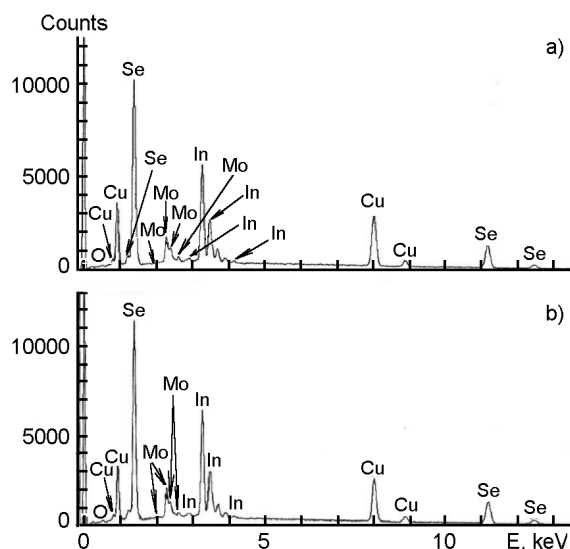 Counts
a)
Se
10000
Se
Mo
In
Mo
5000
Cu
Cu
Mo
Mo
In
Cu
In
In
Cu
Se
Se
O
Mo
0
b)
Se
10000
Mo
In
5000
Cu
Cu
Mo
In
Cu
In
In
Cu
Se
Se
O
0
0
5
10
E, keV